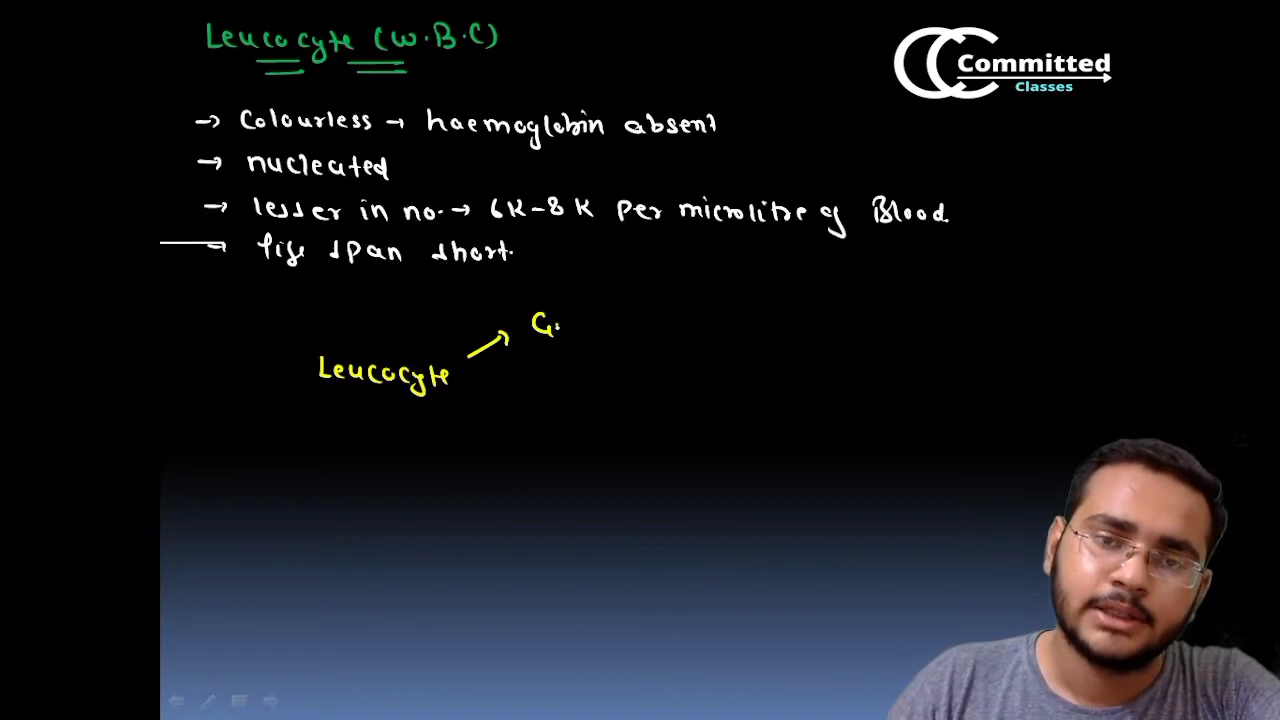 Leucocyte (W.B.C)
Committed
Classes
→ Colourless → haemoglobin absent
→ nucleated
→ lesser in no. → 6K-8K per microlitre of Blood
→ life span short.
G
Leucocyte